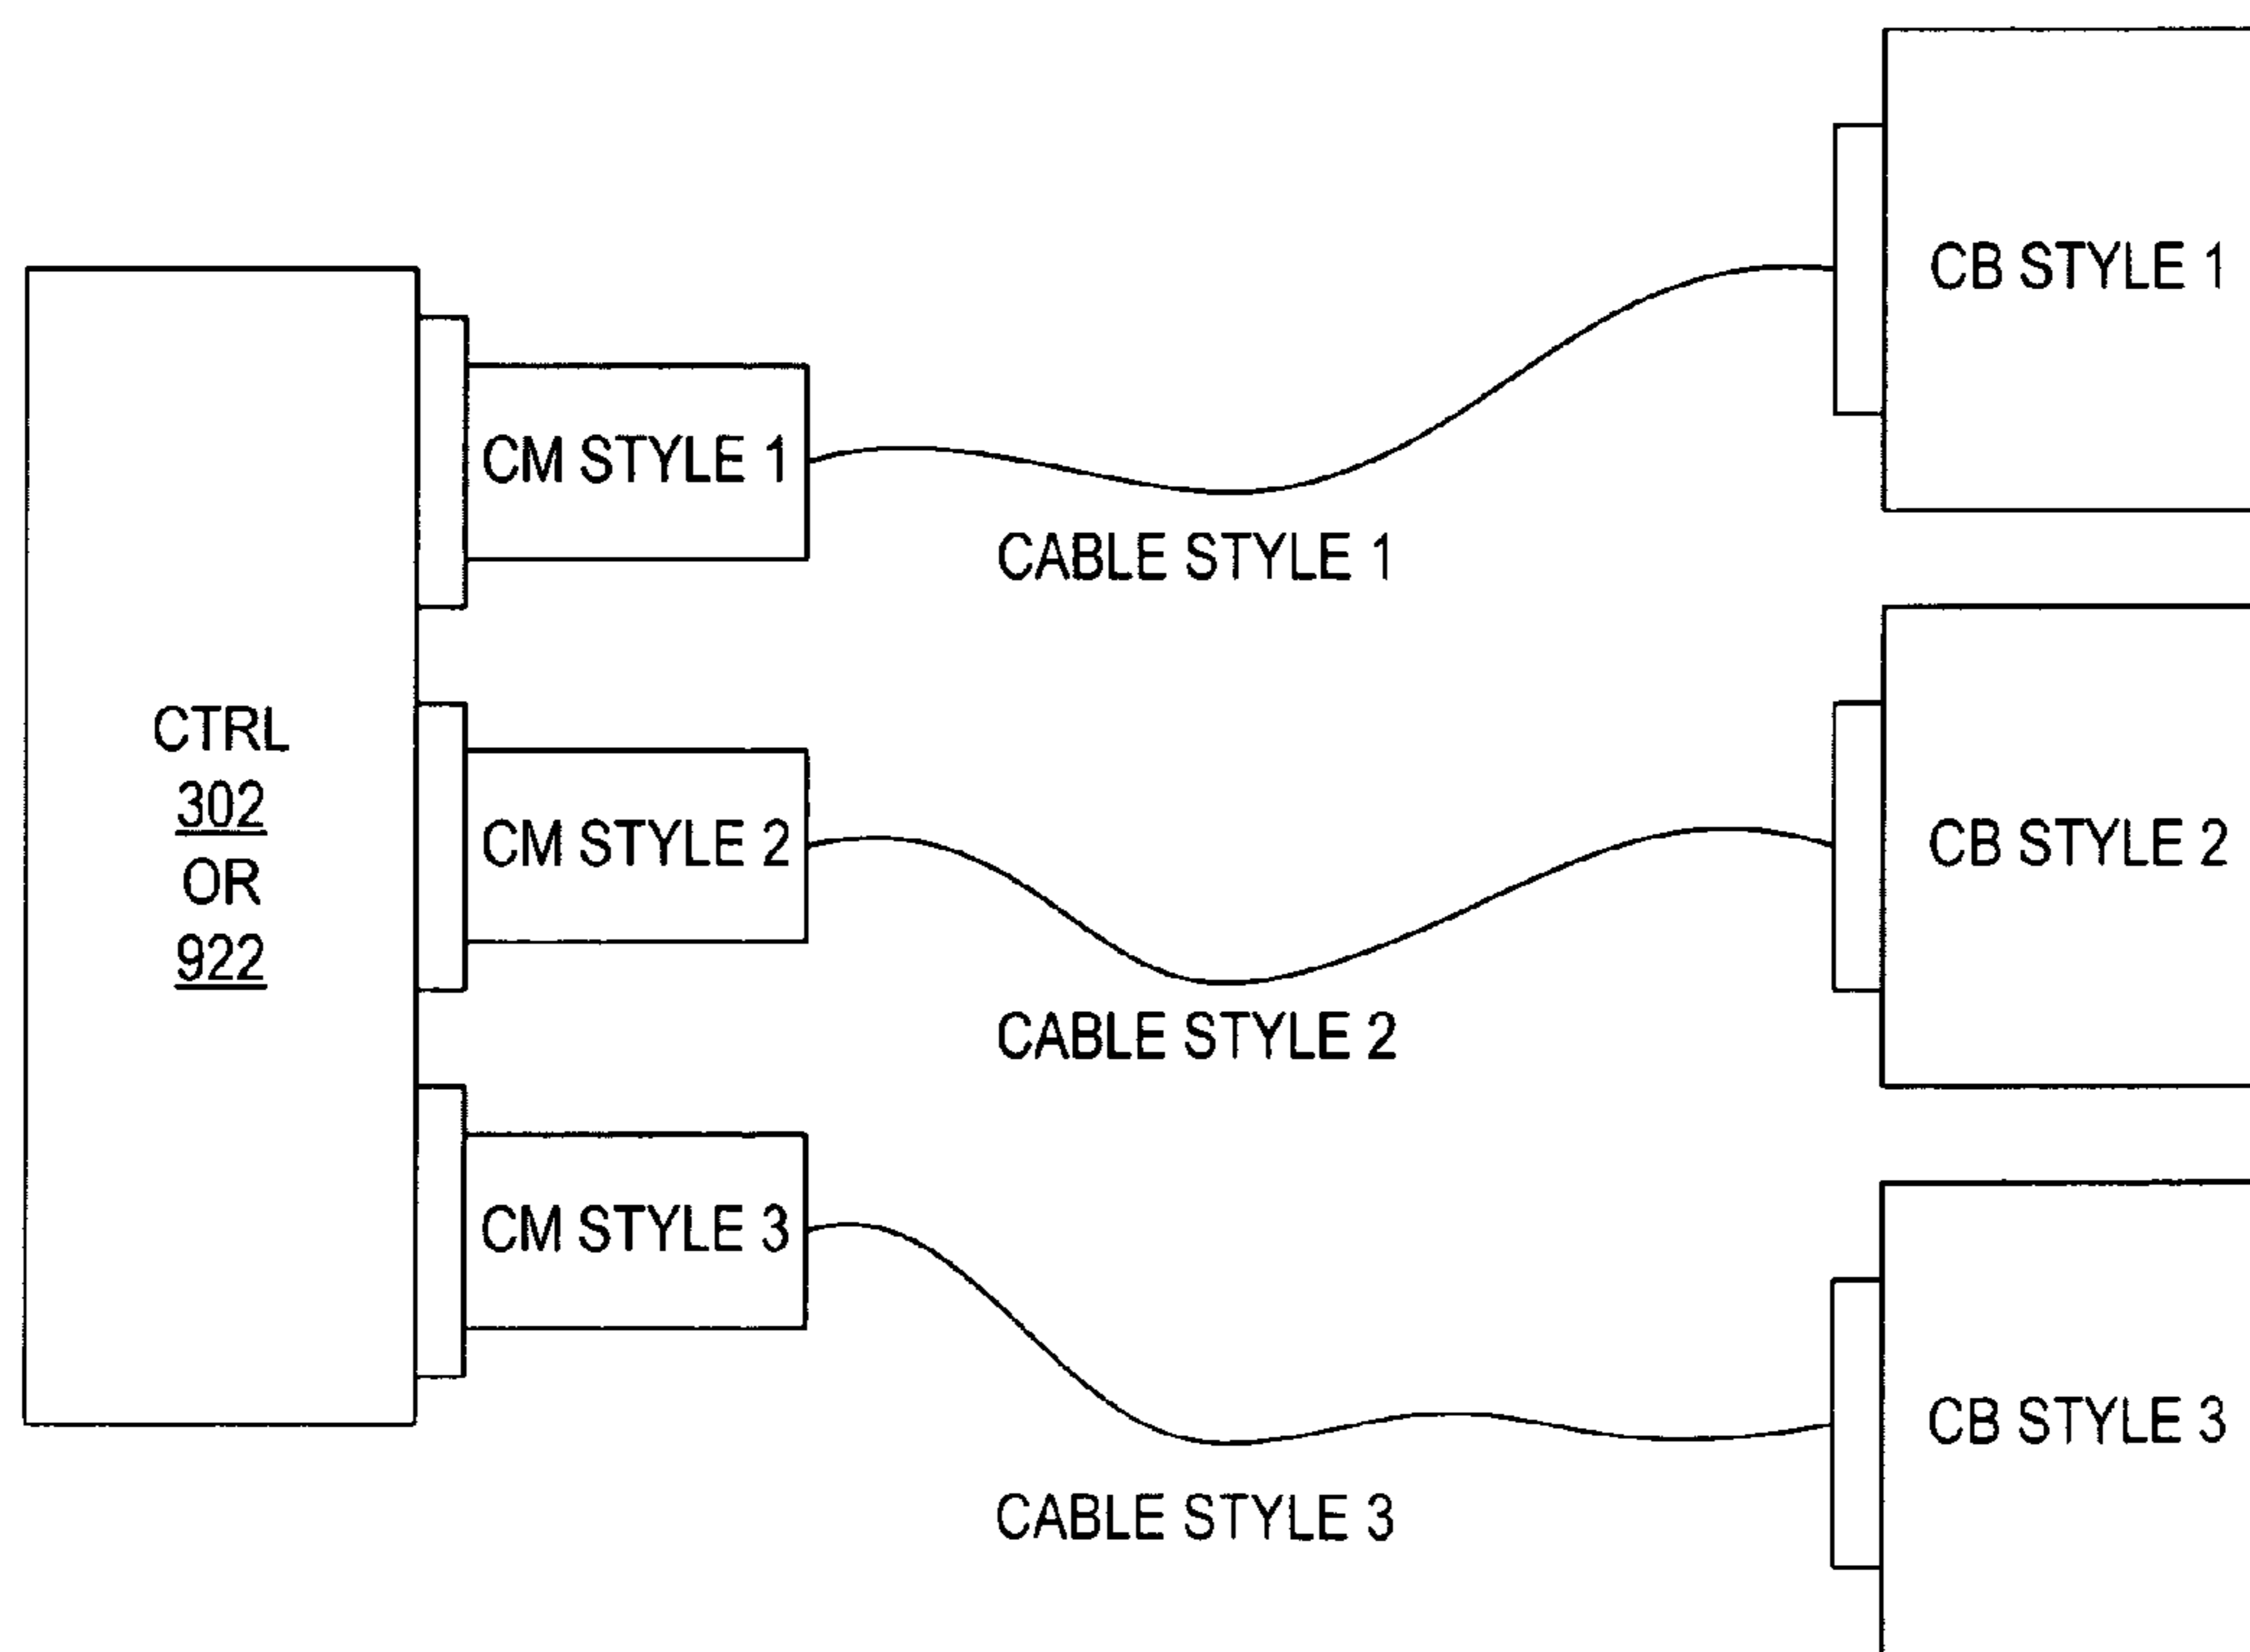 CB STYLE 1
CM STYLE 1
CABLE STYLE 1
CTRL
302
OR
922
CM STYLE 2
CB STYLE 2
CABLE STYLE 2
CM STYLE 3
CB STYLE 3
CABLE STYLE 3